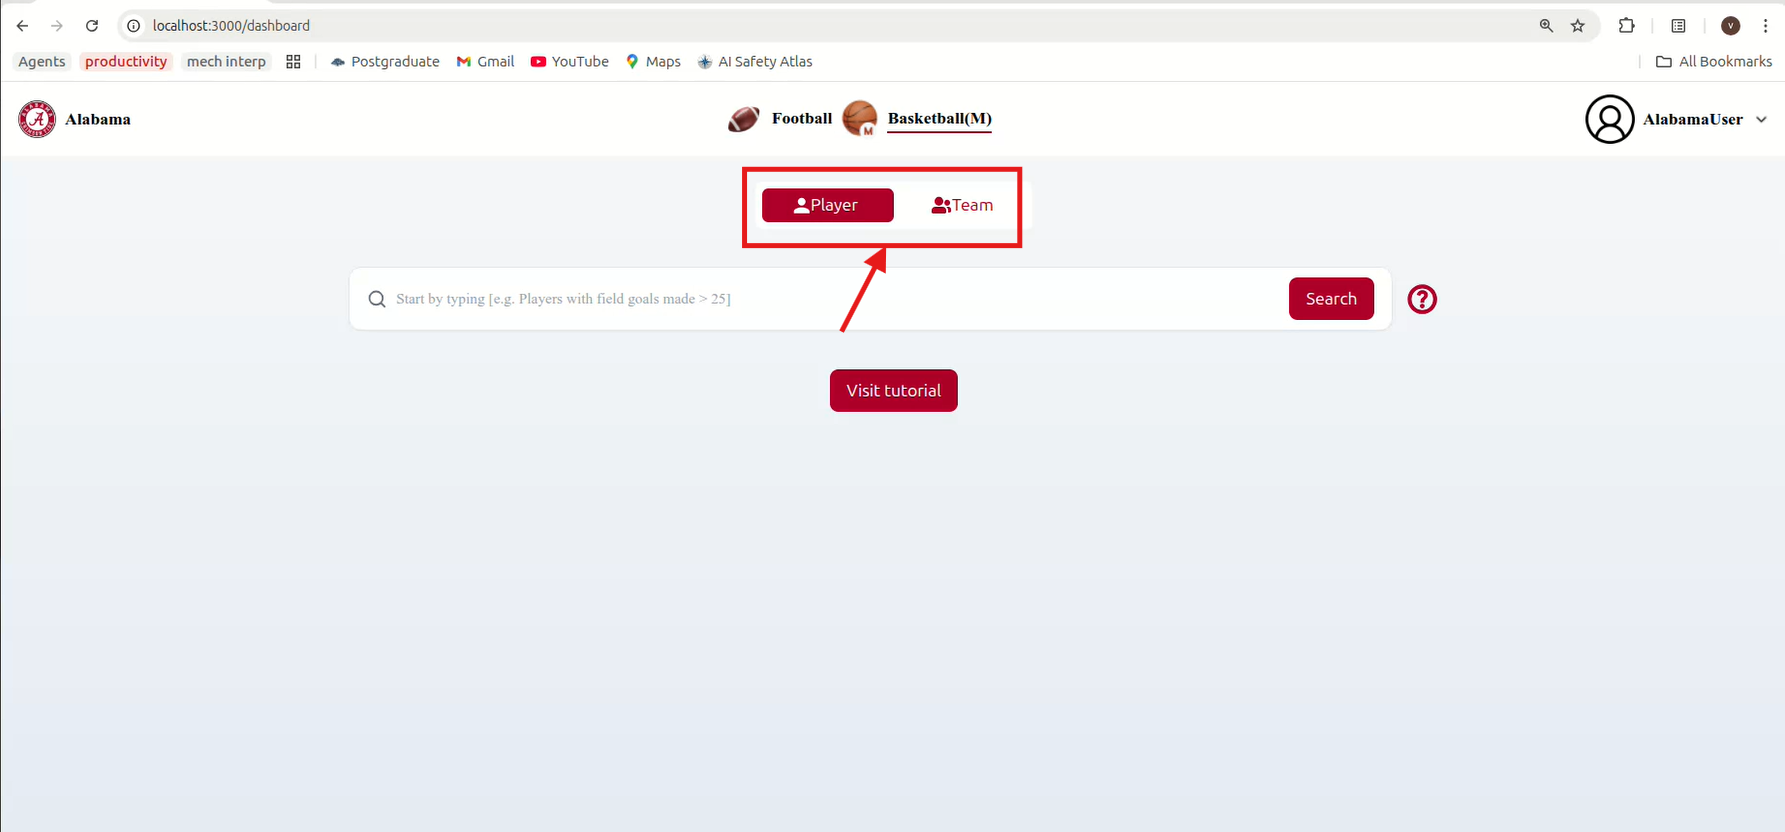 localhost:3000/dashboard
V
Agents productivity mech interp Postgraduate Gmail YouTube Maps AI Safety Atlas All Bookmarks
A Alabama Football M Basketball(M) AlabamaUser
Player Team
Start by typing [e.g. Players with field goals made > 25] Search ?
Visit tutorial